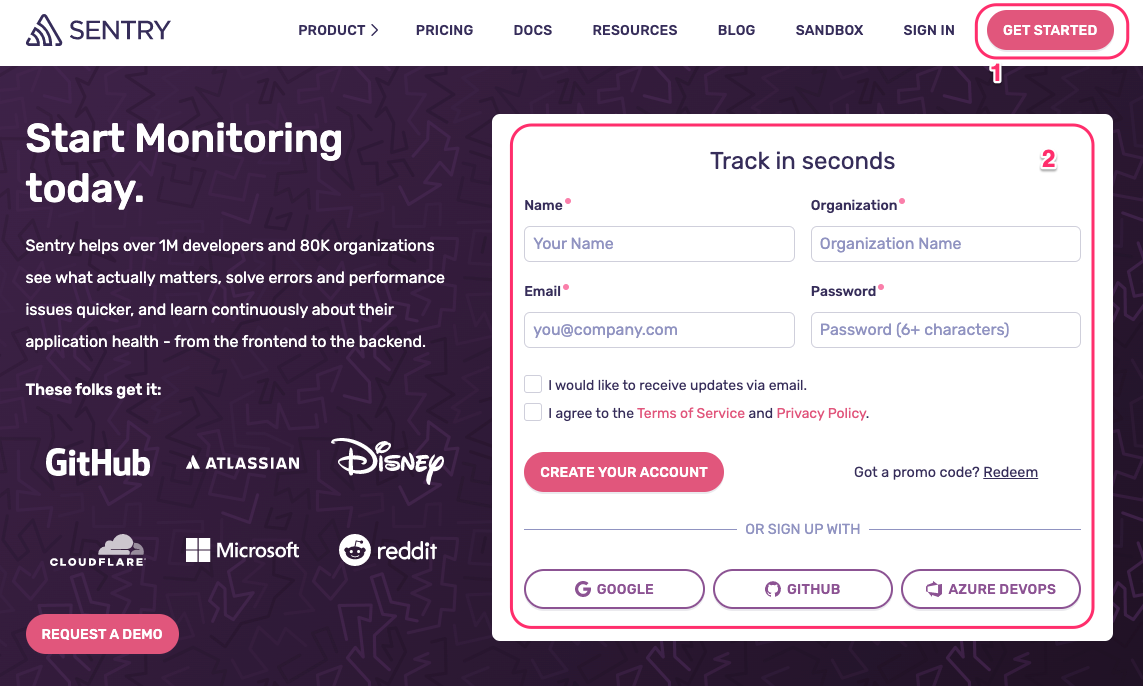 SENTRY
PRODUCT
PRICING
DOCS
RESOURCES
BLOG
SANDBOX
SIGN IN
GET STARTED
1
Start Monitoring
today.
Sentry helps over 1M developers and 80K organizations
see what actually matters, solve errors and performance
issues quicker, and learn continuously about their
application health - from the frontend to the backend.
These folks get it:
GitHub
ATLASSIAN
Disney
CLOUDFLARE
Microsoft
reddit
REQUEST A DEMO
Track in seconds
2
Name
Organization
Your Name
Organization Name
Email
Password
you@company.com
Password (6+ characters)
I would like to receive updates via email.
I agree to the Terms of Service and Privacy Policy.
CREATE YOUR ACCOUNT
Got a promo code? Redeem
OR SIGN UP WITH
GOOGLE
GITHUB
AZURE DEVOPS